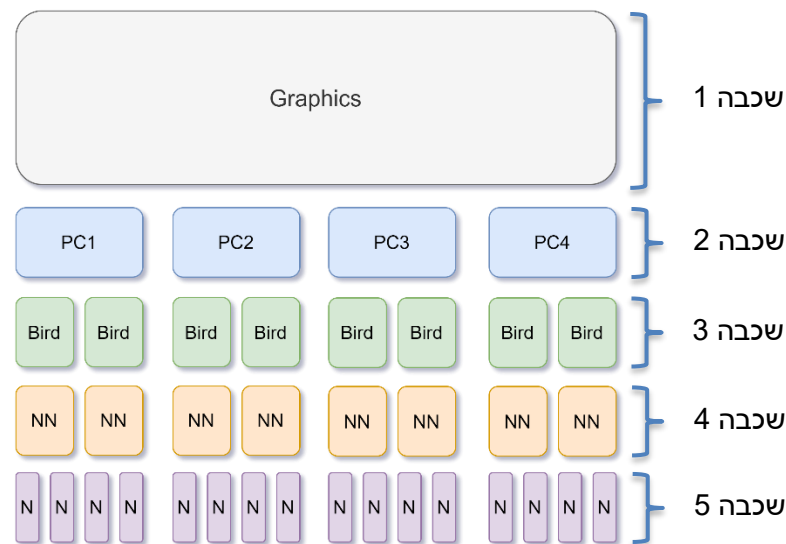 Graphics
שכבה 1
PC1 PC2 PC3 PC4
שכבה 2
Bird Bird Bird Bird Bird Bird Bird Bird
שכבה 3
NN NN NN NN NN NN NN NN
שכבה 4
N N N N N N N N N N N N N N N N
שכבה 5